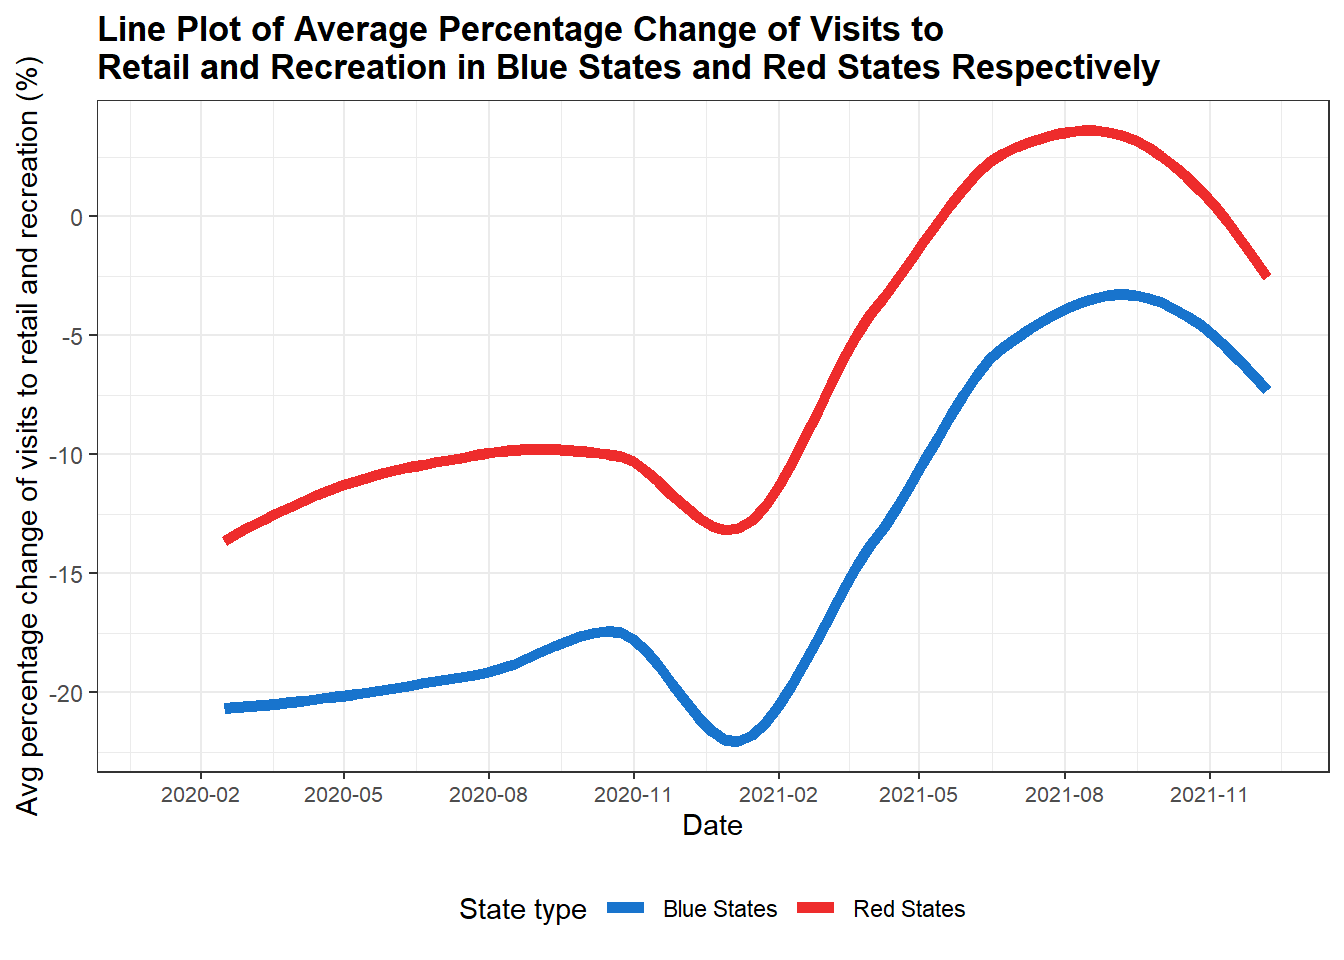 Line Plot of Average Percentage Change of Visits to
Retail and Recreation in Blue States and Red States Respectively
Avg percentage change of visits to retail and recreation (%)
0
-5
-10
-15
-20
2020-02 2020-05 2020-08 2020-11 2021-02 2021-05 2021-08 2021-11
Date
State type Blue States Red States